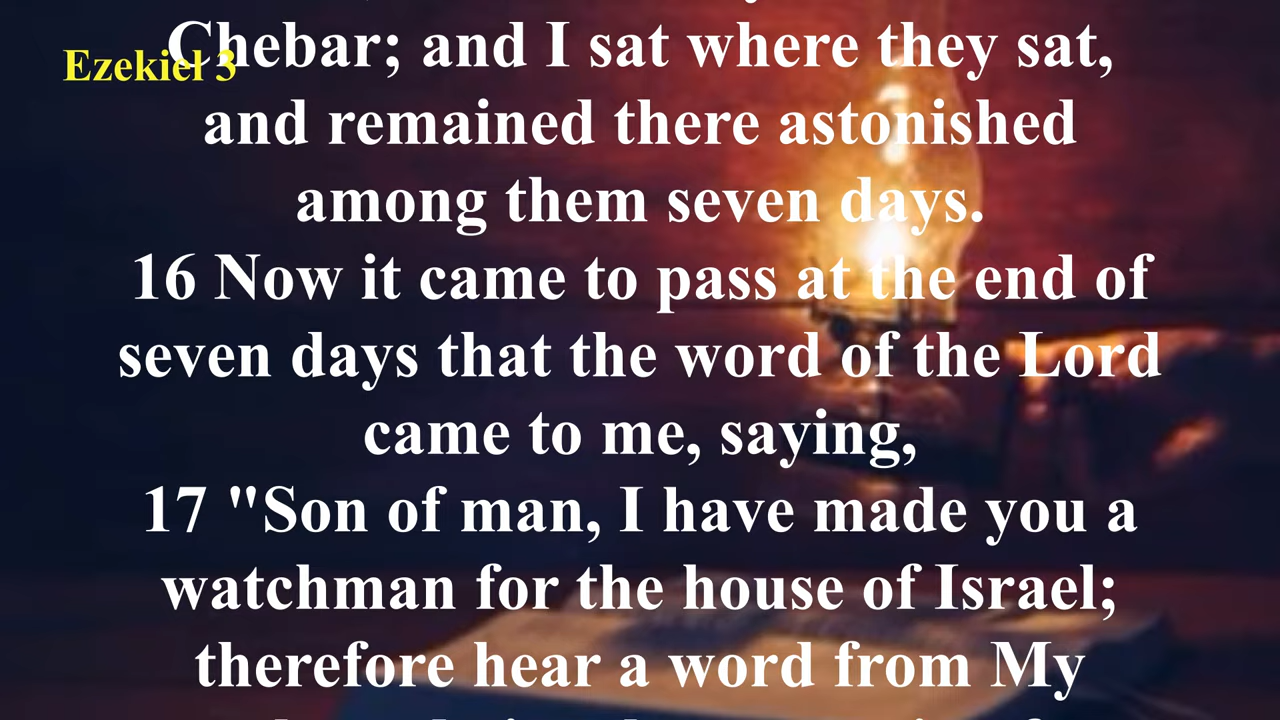 Ezekiel 3
Chebar; and I sat where they sat,
and remained there astonished
among them seven days.
16 Now it came to pass at the end of
seven days that the word of the Lord
came to me, saying,
17 "Son of man, I have made you a
watchman for the house of Israel;
therefore hear a word from My